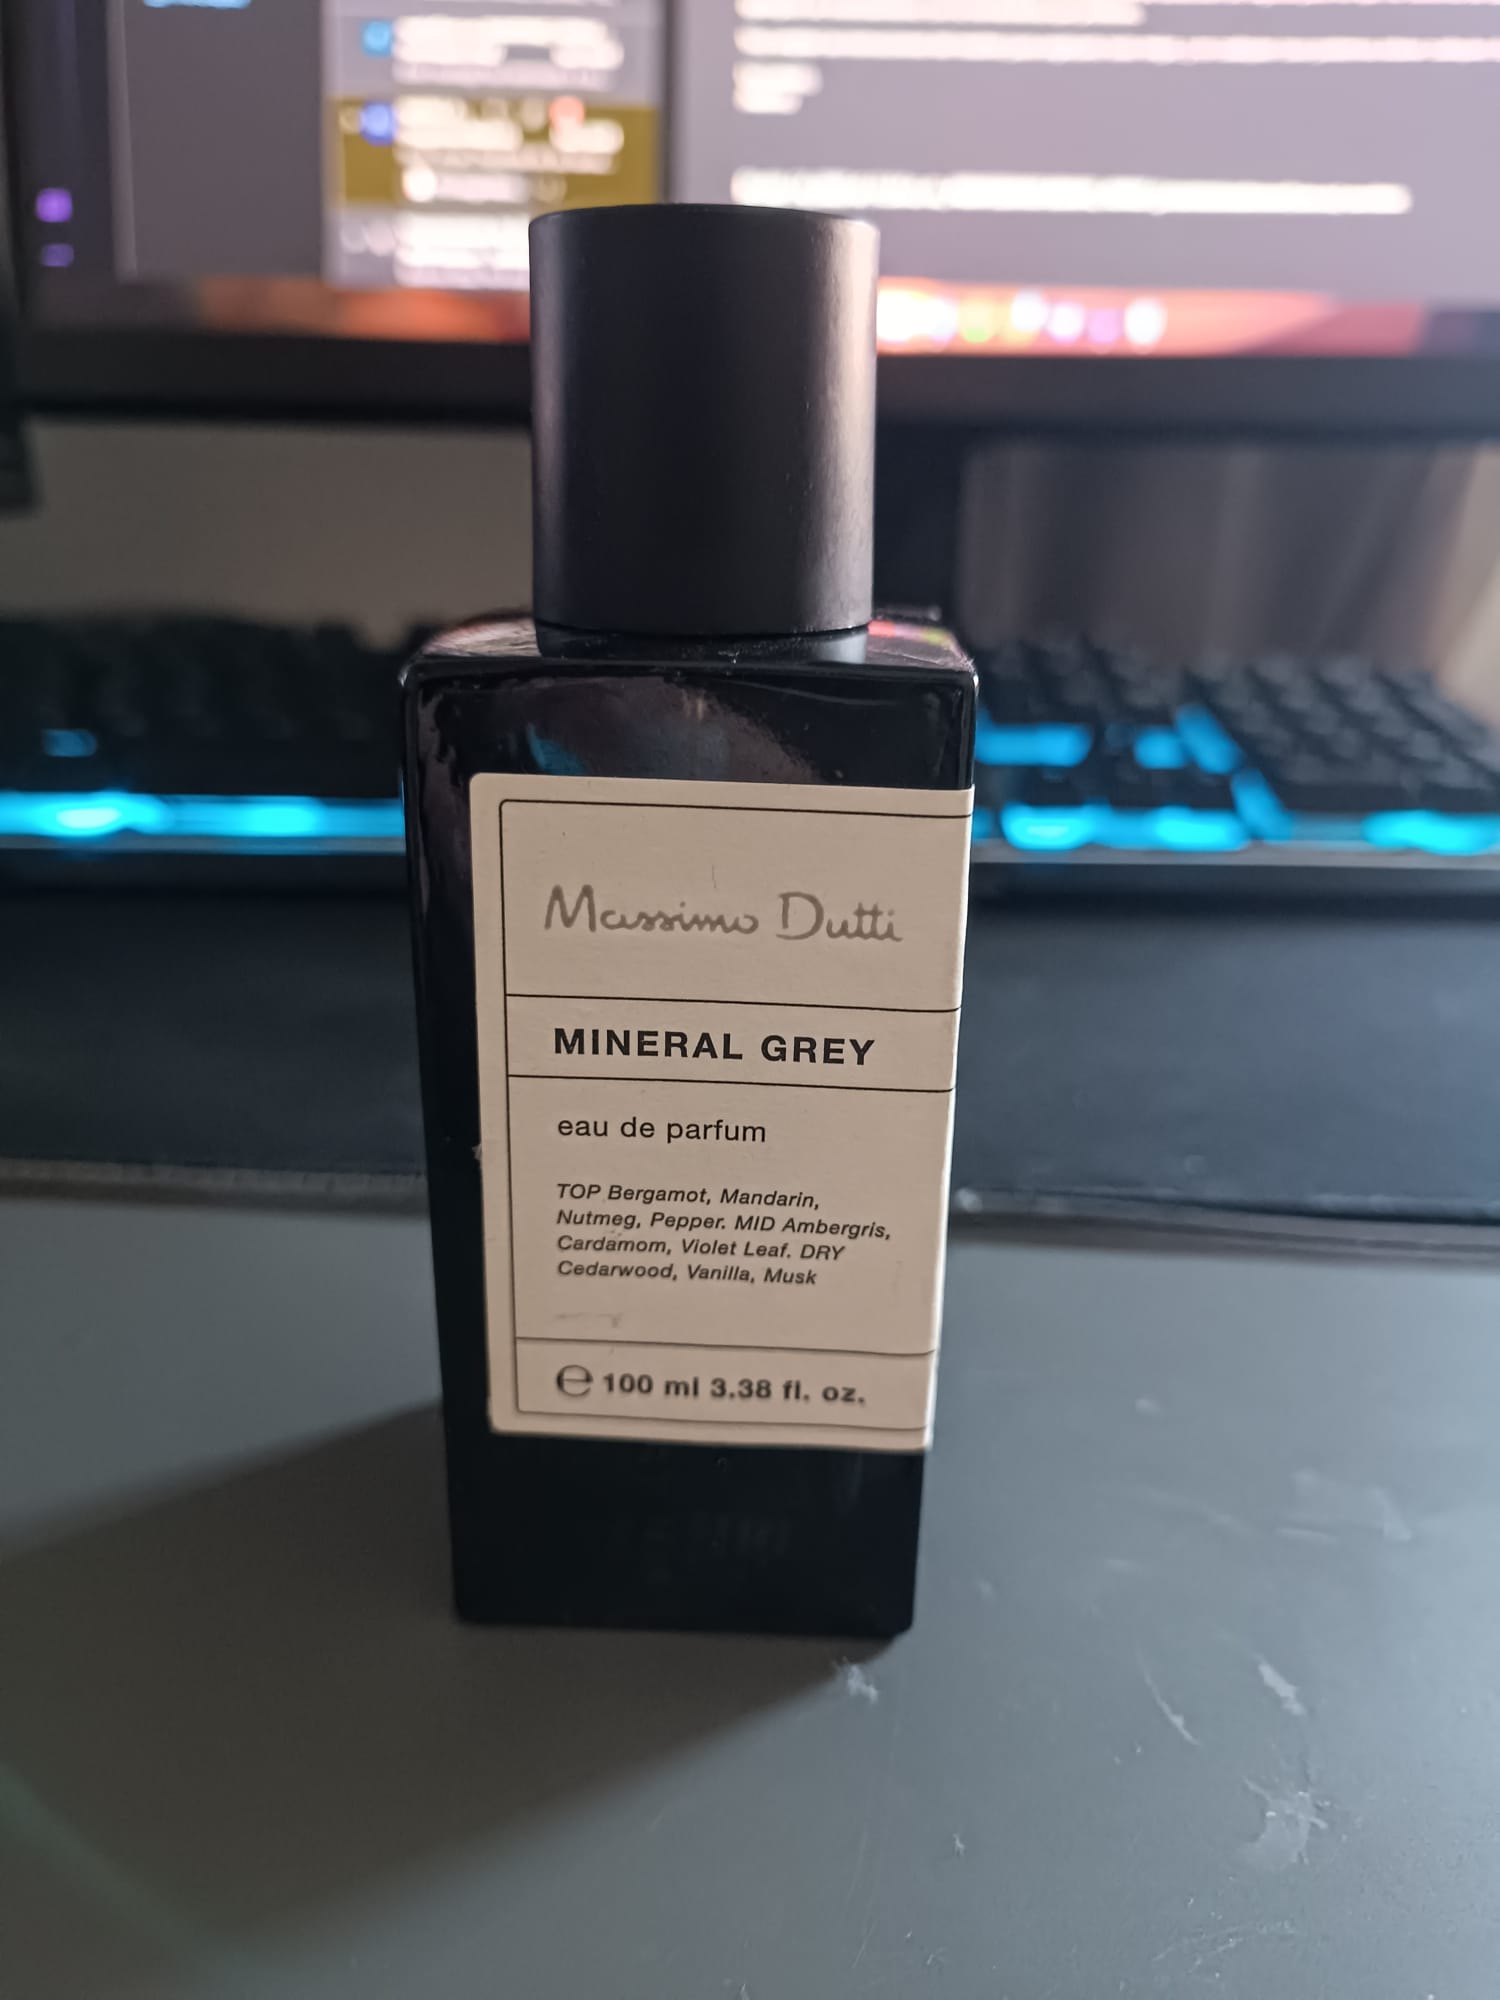 Massimo Dutti
MINERAL GREY
eau de parfum
TOP Bergamot, Mandarin,
Nutmeg, Pepper. MID Ambergris,
Cardamom, Violet Leaf. DRY
Cedarwood, Vanilla, Musk
℮ 100 ml 3.38 fl. oz.